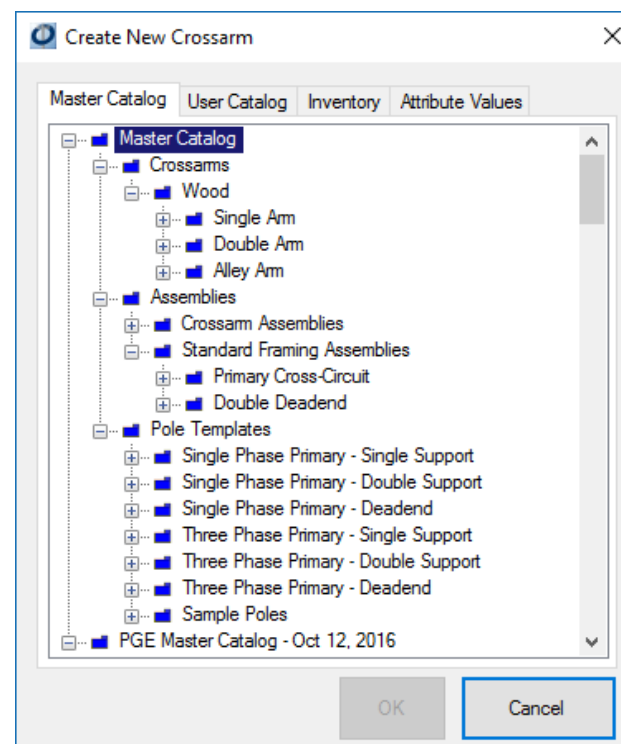 Create New Crossarm
Master Catalog User Catalog Inventory Attribute Values
Master Catalog
Crossarms
Wood
Single Arm
Double Arm
Alley Arm
Assemblies
Crossarm Assemblies
Standard Framing Assemblies
Primary Cross-Circuit
Double Deadend
Pole Templates
Single Phase Primary - Single Support
Single Phase Primary - Double Support
Single Phase Primary - Deadend
Three Phase Primary - Single Support
Three Phase Primary - Double Support
Three Phase Primary - Deadend
Sample Poles
PGE Master Catalog - Oct 12, 2016
OK Cancel